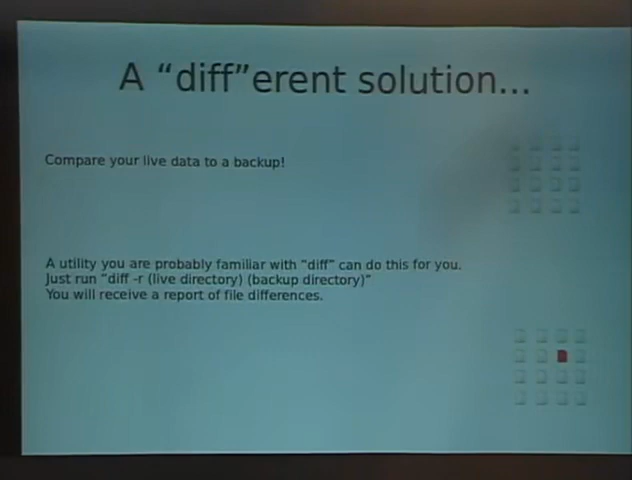 A “diff”erent solution...
Compare your live data to a backup!
A utility you are probably familiar with “diff” can do this for you.
Just run “diff -r (live directory) (backup directory)”
You will receive a report of file differences.